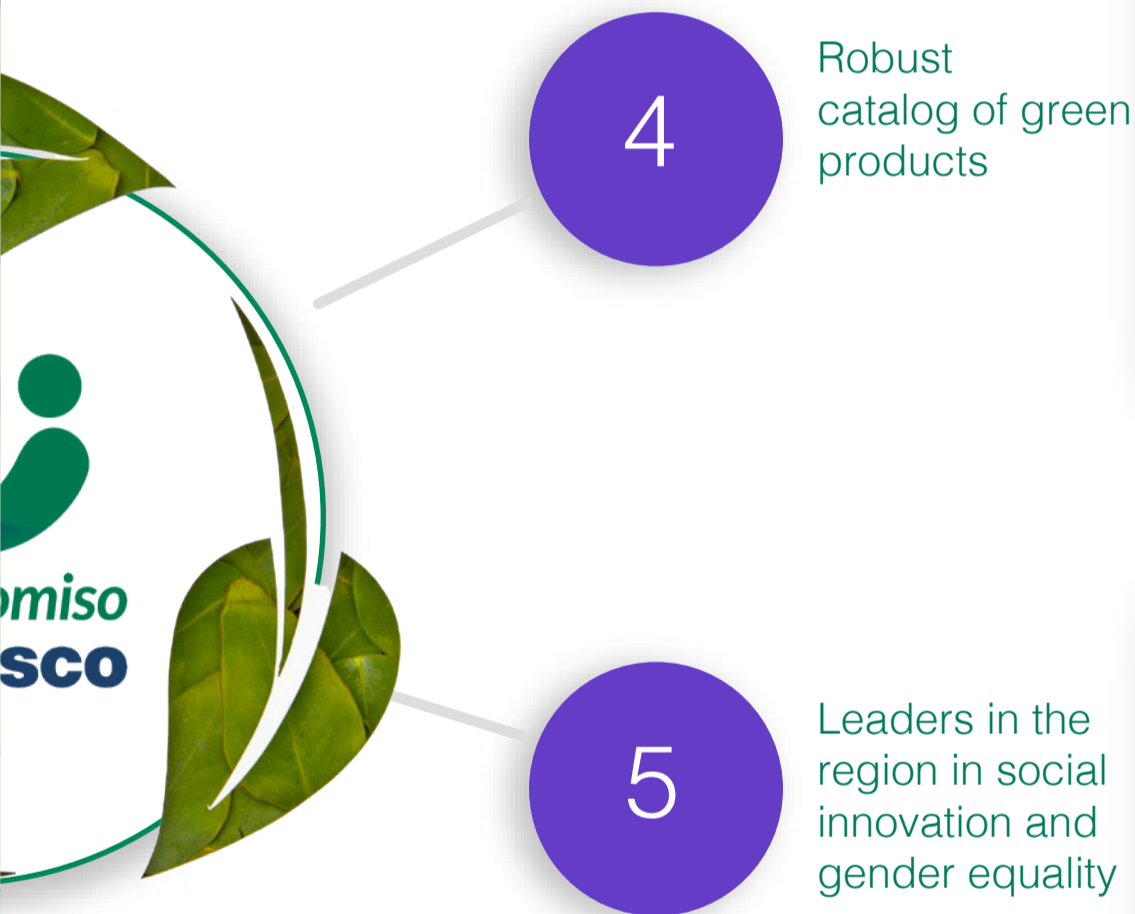 4
Robust
catalog of green
products
omiso
sco
5
Leaders in the
region in social
innovation and
gender equality